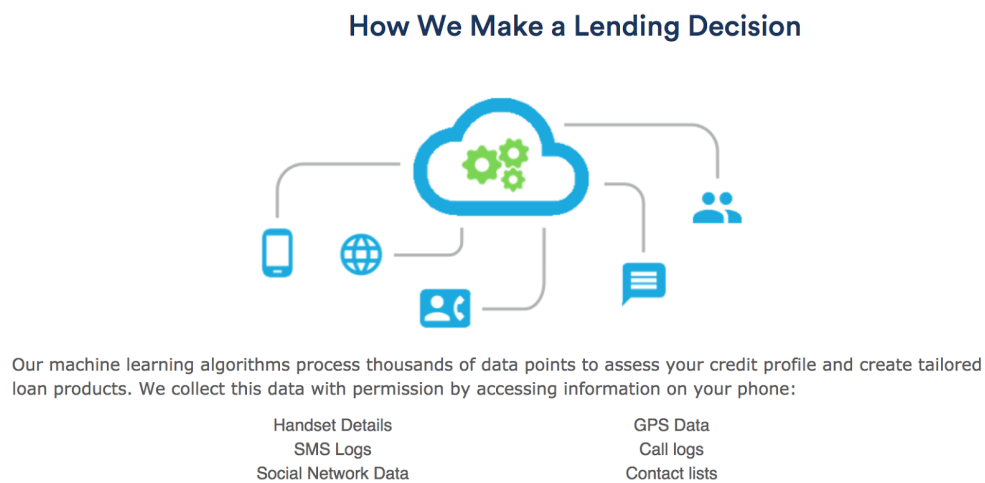 How We Make a Lending Decision
Our machine learning algorithms process thousands of data points to assess your credit profile and create tailored
loan products. We collect this data with permission by accessing information on your phone:
Handset Details
GPS Data
SMS Logs
Call logs
Social Network Data
Contact lists